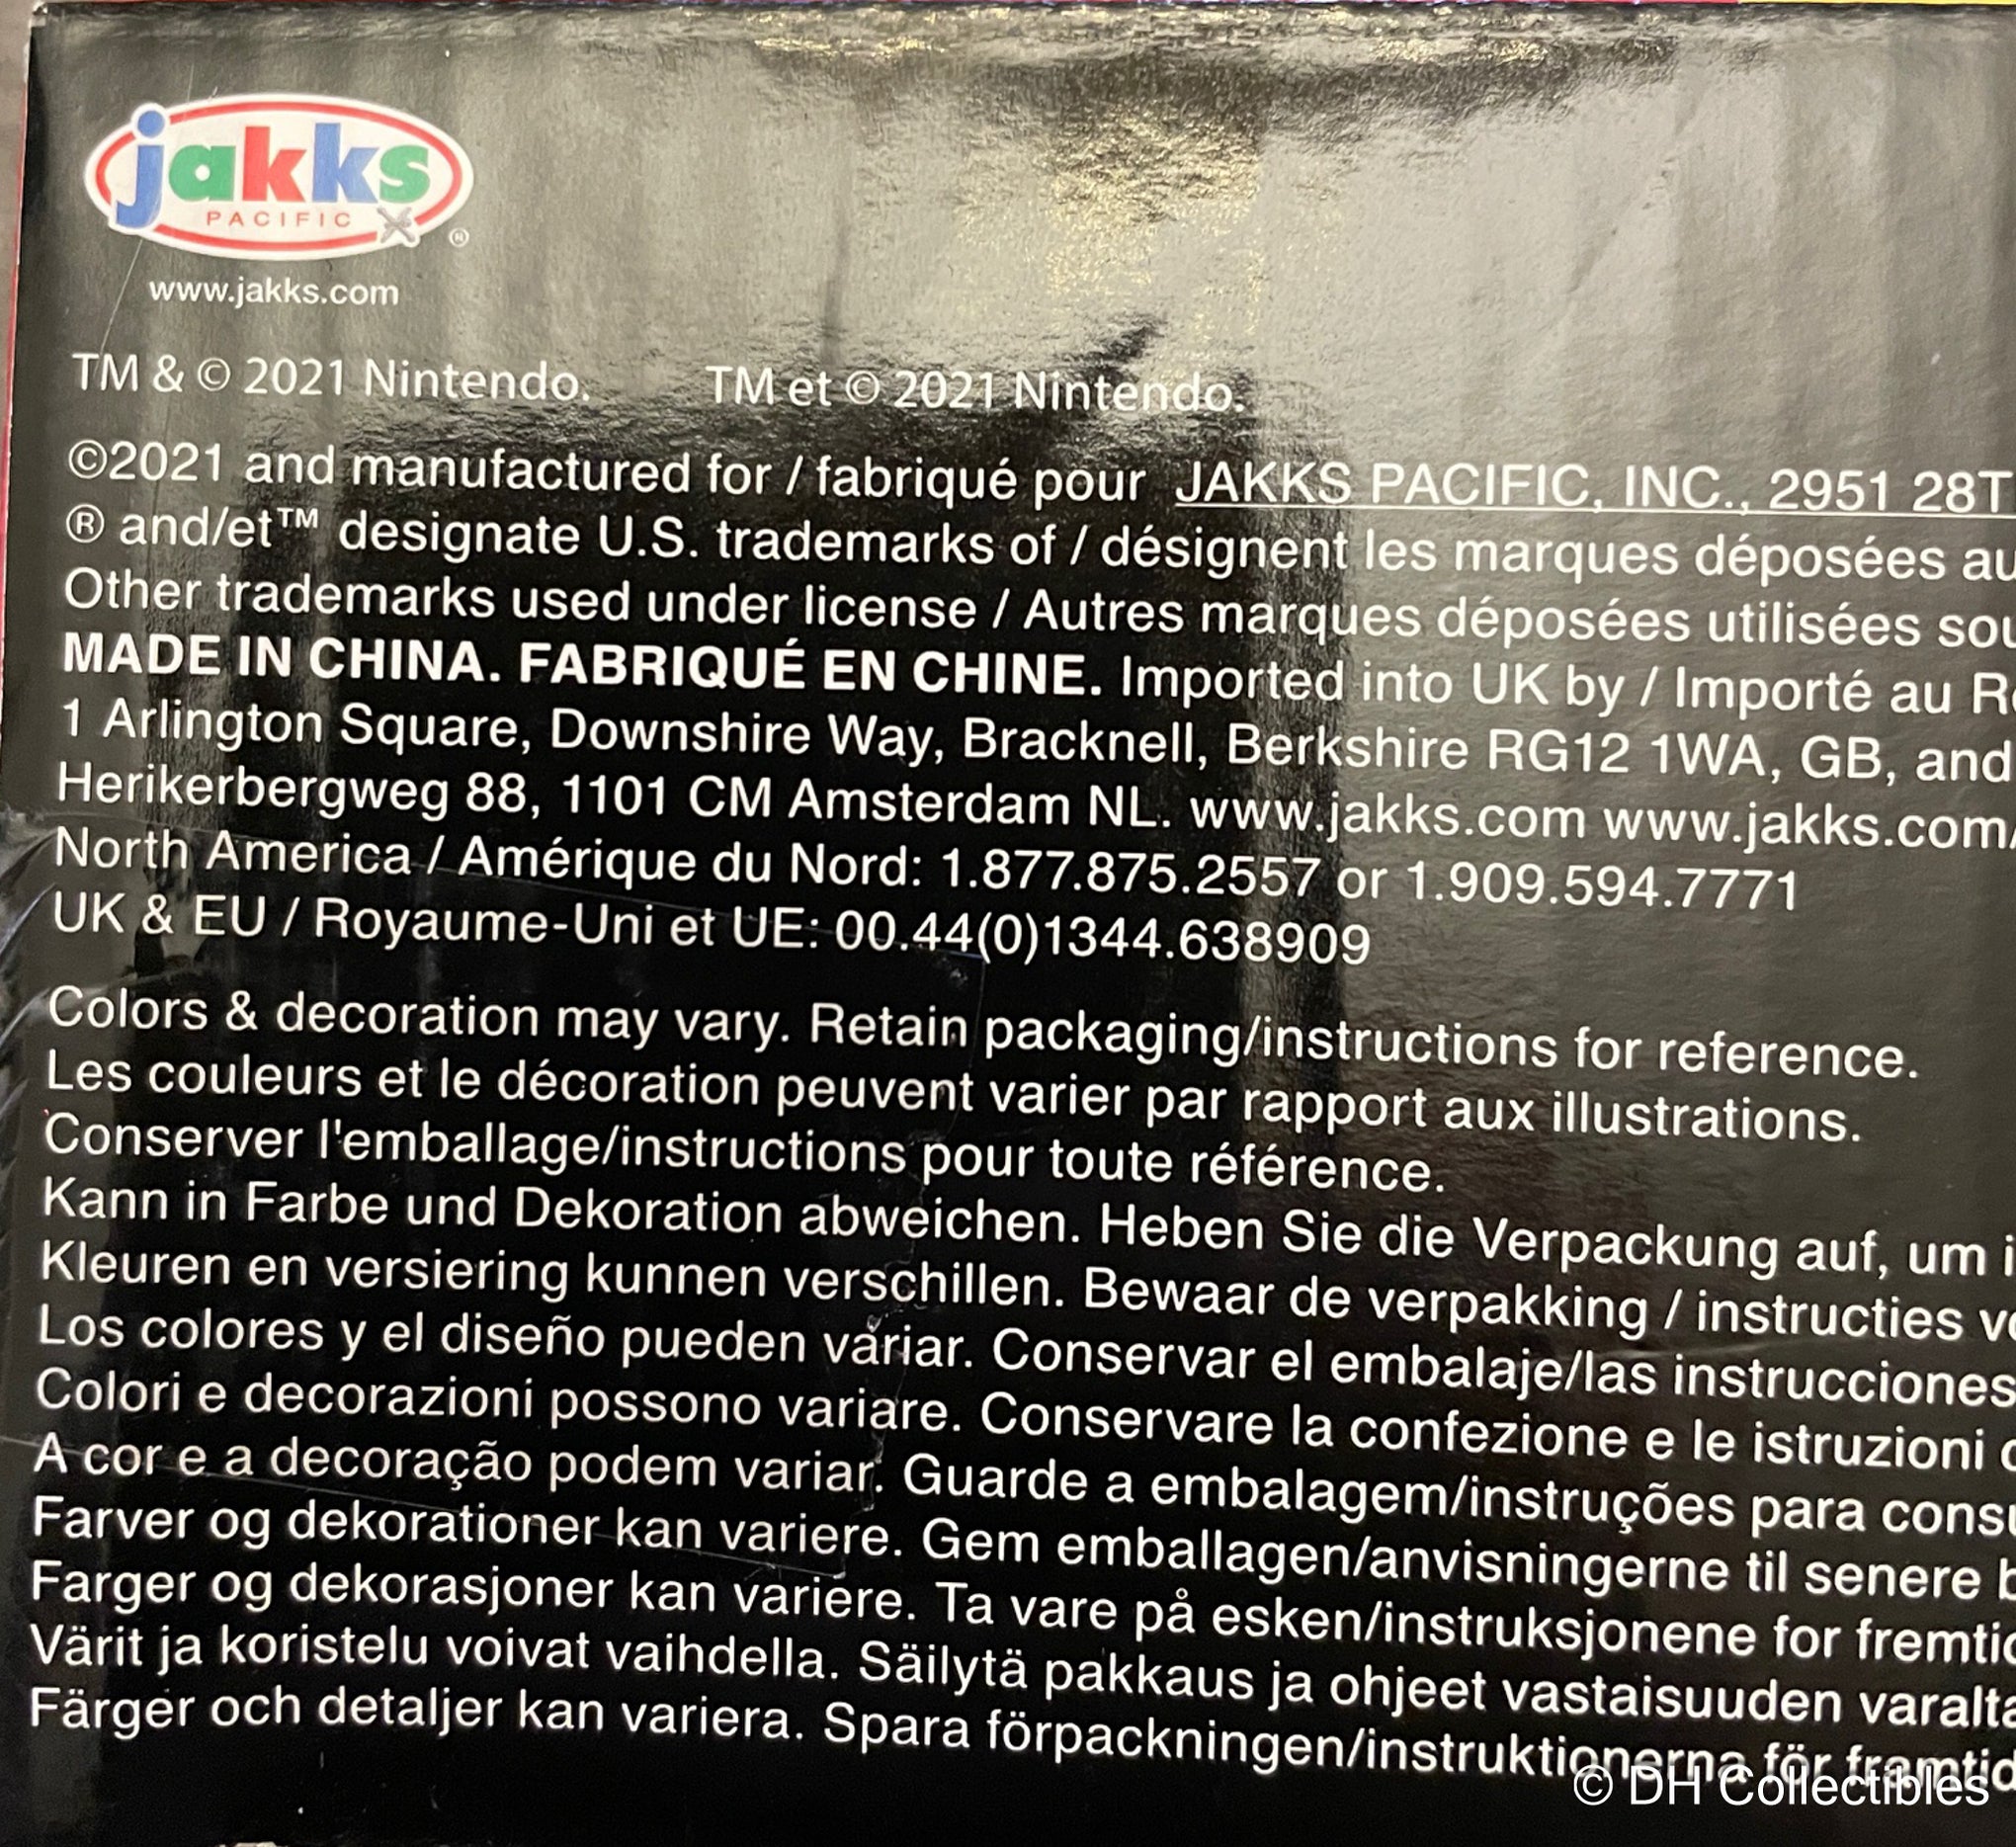 jakks
PACIFIC
®
www.jakks.com
TM & © 2021 Nintendo. TM et © 2021 Nintendo.
©2021 and manufactured for / fabriqué pour JAKKS PACIFIC, INC., 2951 28T
® and/et™ designate U.S. trademarks of / désignent les marques déposées au
Other trademarks used under license / Autres marques déposées utilisées sou
MADE IN CHINA. FABRIQUÉ EN CHINE. Imported into UK by / Importé au R
1 Arlington Square, Downshire Way, Bracknell, Berkshire RG12 1WA, GB, and
Herikerbergweg 88, 1101 CM Amsterdam NL. www.jakks.com www.jakks.com/
North America / Amérique du Nord: 1.877.875.2557 or 1.909.594.7771
UK & EU / Royaume-Uni et UE: 00.44(0)1344.638909
Colors & decoration may vary. Retain packaging/instructions for reference.
Les couleurs et le décoration peuvent varier par rapport aux illustrations.
Conserver l'emballage/instructions pour toute référence.
Kann in Farbe und Dekoration abweichen. Heben Sie die Verpackung auf, um i
Kleuren en versiering kunnen verschillen. Bewaar de verpakking / instructies vo
Los colores y el diseño pueden variar. Conservar el embalaje/las instrucciones
Colori e decorazioni possono variare. Conservare la confezione e le istruzioni
A cor e a decoração podem variar. Guarde a embalagem/instruções para consu
Farver og dekorationer kan variere. Gem emballagen/anvisningerne til senere
Farger og dekorasjoner kan variere. Ta vare på esken/instruksjonene for fremtid
Värit ja koristelu voivat vaihdella. Säilytä pakkaus ja ohjeet vastaisuuden varalta
Färger och detaljer kan variera. Spara förpackningen/instruktionerna för framtid
© DH Collectibles